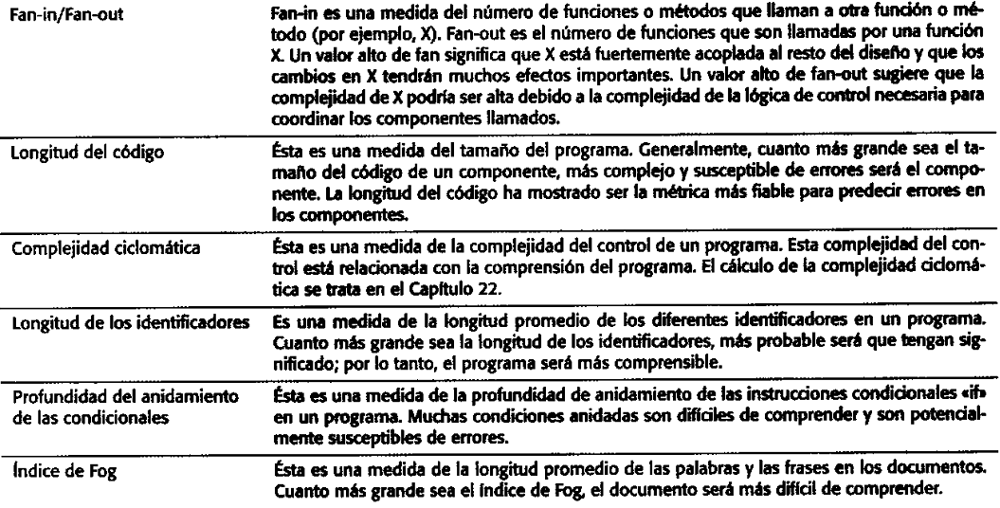 Fan-in/Fan-out
Fan-in es una medida del número de funciones o métodos que llaman a otra función o mé-
todo (por ejemplo, X). Fan-out es el número de funciones que son llamadas por una función
X. Un valor alto de fan significa que X está fuertemente acoplada al resto del diseño y que los
cambios en X tendrán muchos efectos importantes. Un valor alto de fan-out sugiere que la
complejidad de X podría ser alta debido a la complejidad de la lógica de control necesaria para
coordinar los componentes llamados.
Longitud del código
Ésta es una medida del tamaño del programa. Generalmente, cuanto más grande sea el ta-
maño del código de un componente, más complejo y susceptible de errores será el compo-
nente. La longitud del código ha mostrado ser la métrica más fiable para predecir errores en
los componentes.
Complejidad ciclomática
Ésta es una medida de la complejidad del control de un programa. Esta complejidad del con-
trol está relacionada con la comprensión del programa. El cálculo de la complejidad ciclomá-
tica se trata en el Capítulo 22.
Longitud de los identificadores
Es una medida de la longitud promedio de los diferentes identificadores en un programa.
Cuanto más grande sea la longitud de los identificadores, más probable será que tengan sig-
nificado; por lo tanto, el programa será más comprensible.
Profundidad del anidamiento
de las condicionales
Ésta es una medida de la profundidad de anidamiento de las instrucciones condicionales «if»
en un programa. Muchas condiciones anidadas son difíciles de comprender y son potencial-
mente susceptibles de errores.
Índice de Fog
Ésta es una medida de la longitud promedio de las palabras y las frases en los documentos.
Cuanto más grande sea el índice de Fog, el documento será más difícil de comprender.